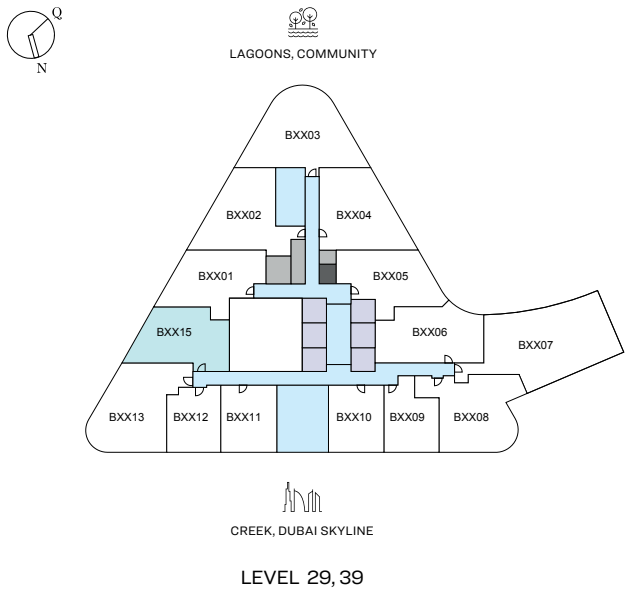 Q
N
LAGOONS, COMMUNITY
BXX03
BXX02
BXX04
BXX01
BXX05
BXX15
BXX06
BXX07
BXX13
BXX12
BXX11
BXX10
BXX09
BXX08
CREEK, DUBAI SKYLINE
LEVEL 29, 39